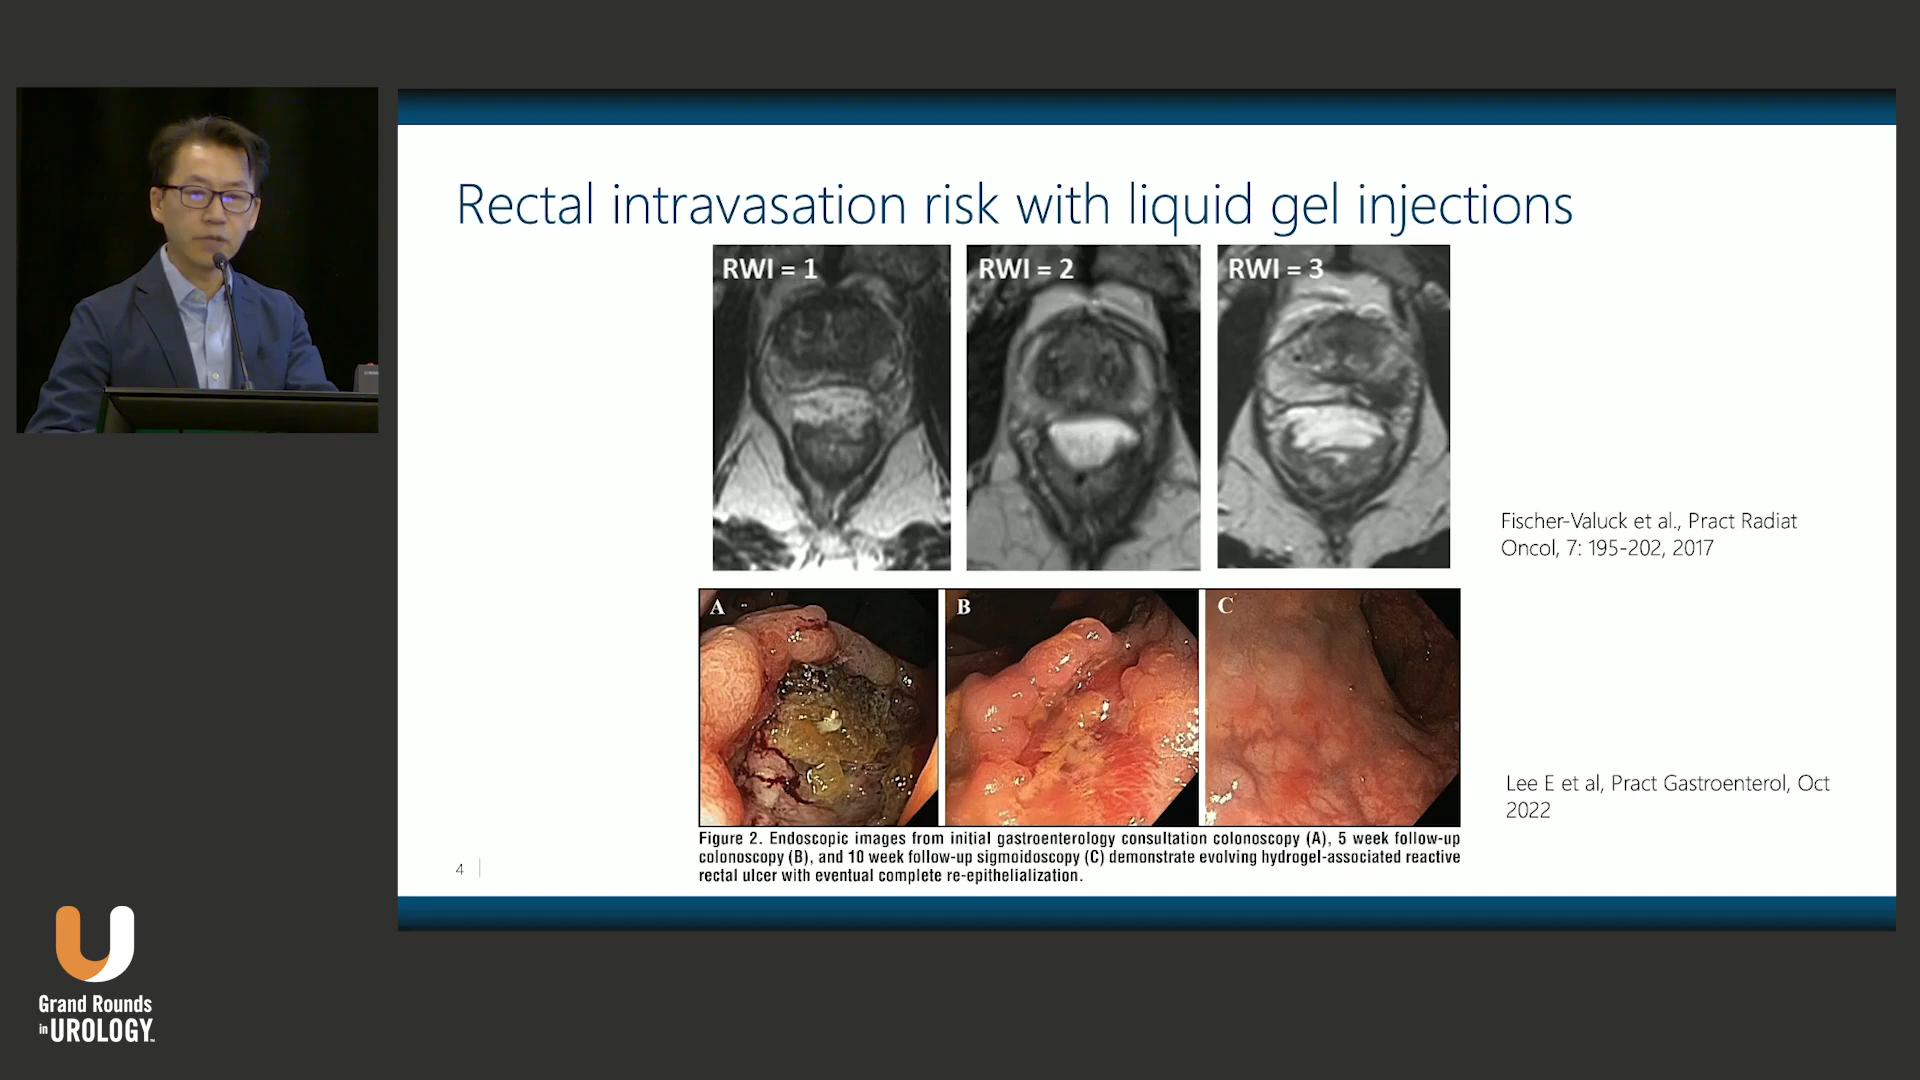 Rectal intravasation risk with liquid gel injections
RWI = 1
RWI = 2
RWI = 3
Fischer-Valuck et al., Pract Radiat
Oncol, 7: 195-202, 2017
A
B
C
Lee E et al, Pract Gastroenterol, Oct
2022
Figure 2. Endoscopic images from initial gastroenterology consultation colonoscopy (A), 5 week follow-up
colonoscopy (B), and 10 week follow-up sigmoidoscopy (C) demonstrate evolving hydrogel-associated reactive
rectal ulcer with eventual complete re-epithelialization.
4
Grand Rounds
in UROLOGY™